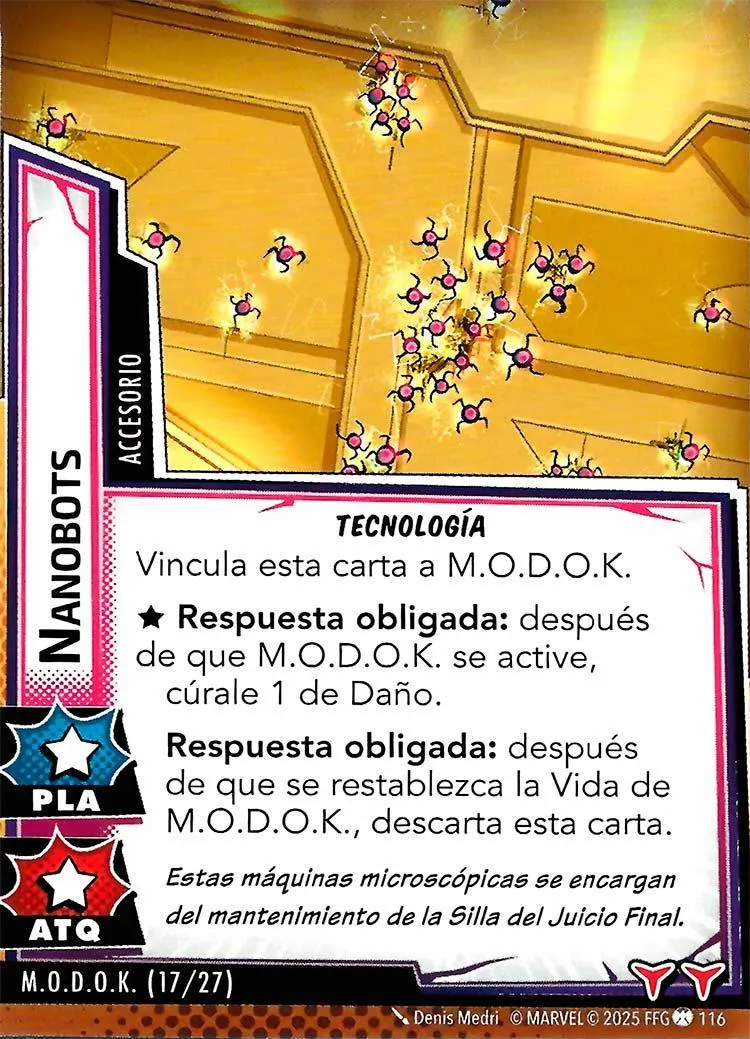 ACCESORIO
NANOBOTS
TECNOLOGÍA
Vincula esta carta a M.O.D.O.K.
★ Respuesta obligada: después
de que M.O.D.O.K. se active,
cúrale 1 de Daño.
Respuesta obligada: después
de que se restablezca la Vida de
M.O.D.O.K., descarta esta carta.
Estas máquinas microscópicas se encargan
del mantenimiento de la Silla del Juicio Final.
PLA
ATQ
M.O.D.O.K. (17/27)
Denis Medri © MARVEL © 2025 FFG 116